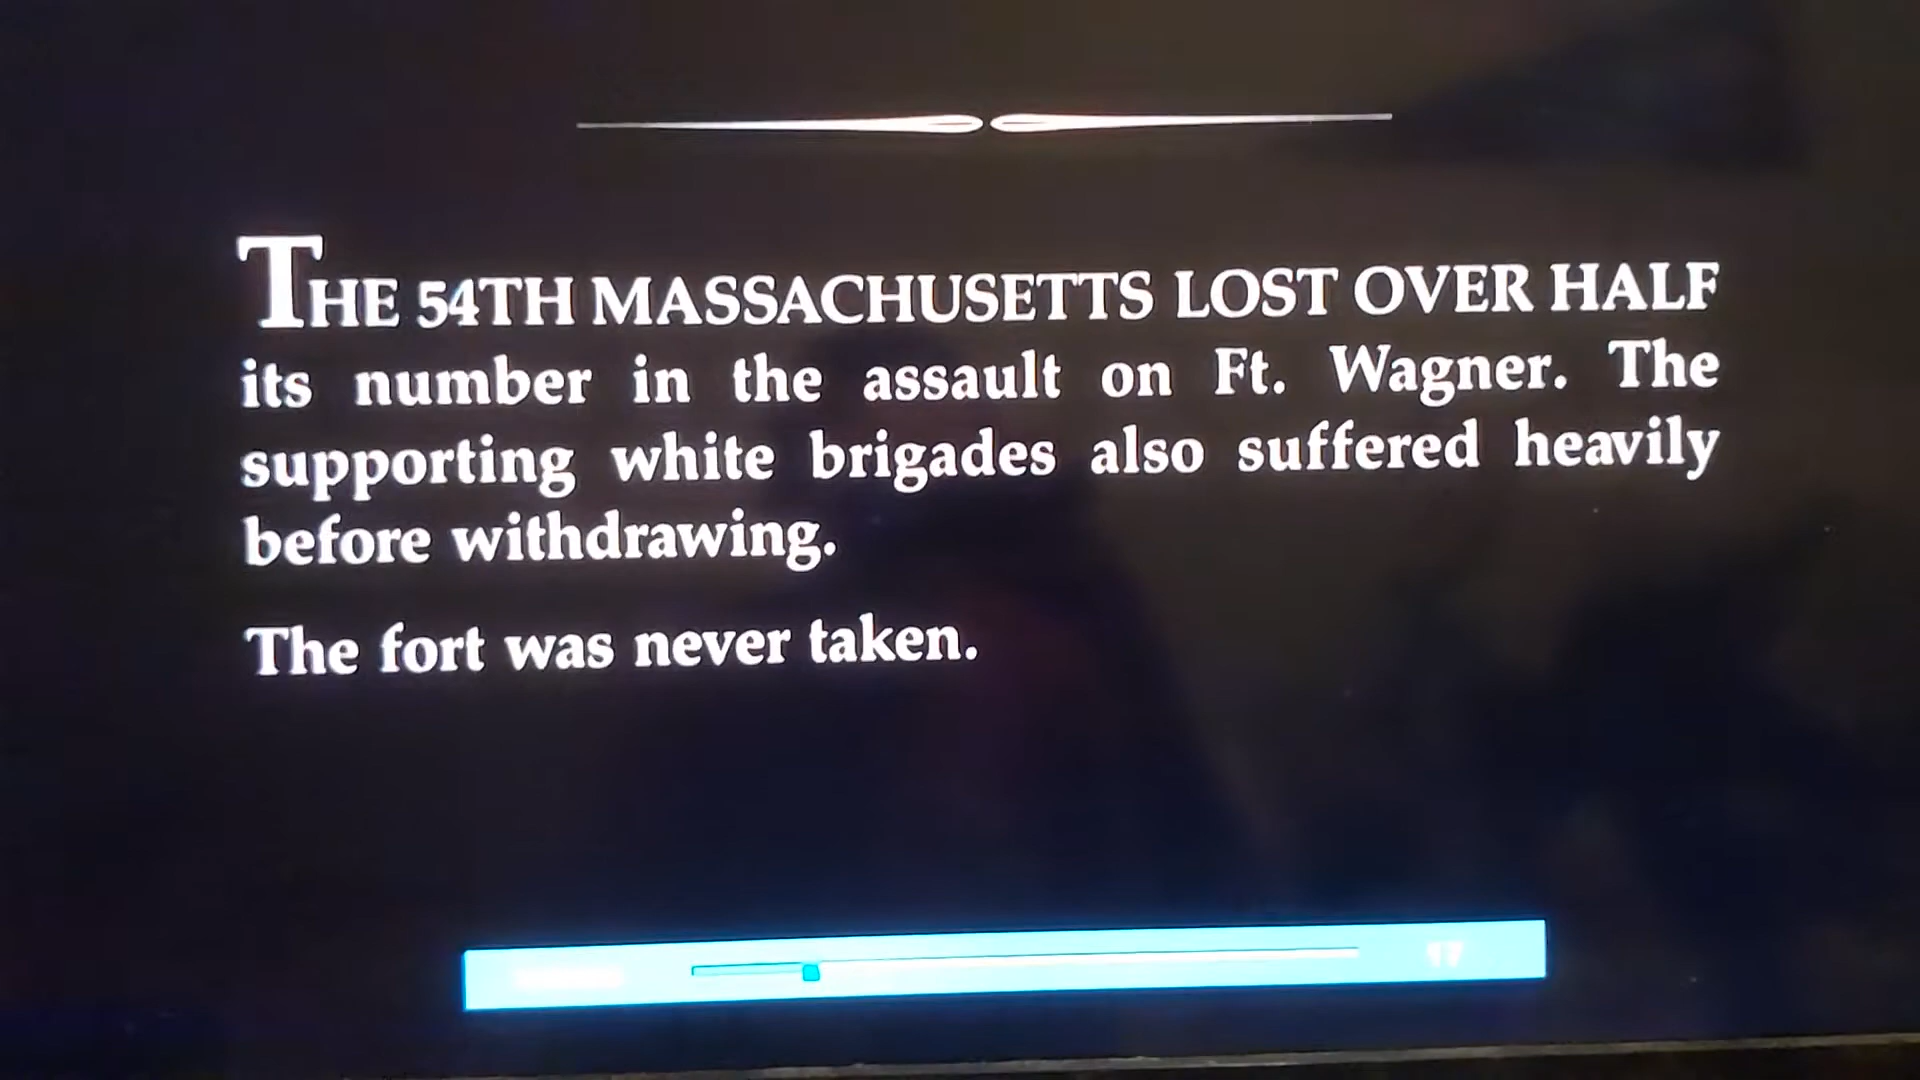 THE 54TH MASSACHUSETTS LOST OVER HALF
its number in the assault on Ft. Wagner. The
supporting white brigades also suffered heavily
before withdrawing.
The fort was never taken.
17